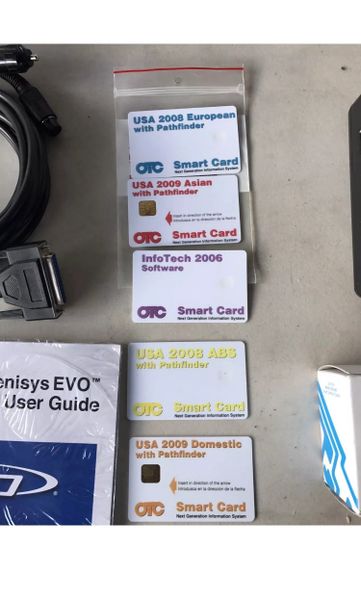 USA 2008 European
with Pathfinder
OTC Smart Card
Next Generation Information System
USA 2009 Asian
with Pathfinder
Insert in direction of the arrow
Introduzca en la dirección de la flecha
OTC Smart Card
Next Generation Information System
InfoTech 2006
Software
OTC Smart Card
Next Generation Information System
enisys EVO™
User Guide
USA 2008 ABS
with Pathfinder
OTC Smart Card
Next Generation Information System
USA 2009 Domestic
with Pathfinder
Insert in direction of the arrow
Introduzca en la dirección de la flecha
OTC Smart Card
Next Generation Information System